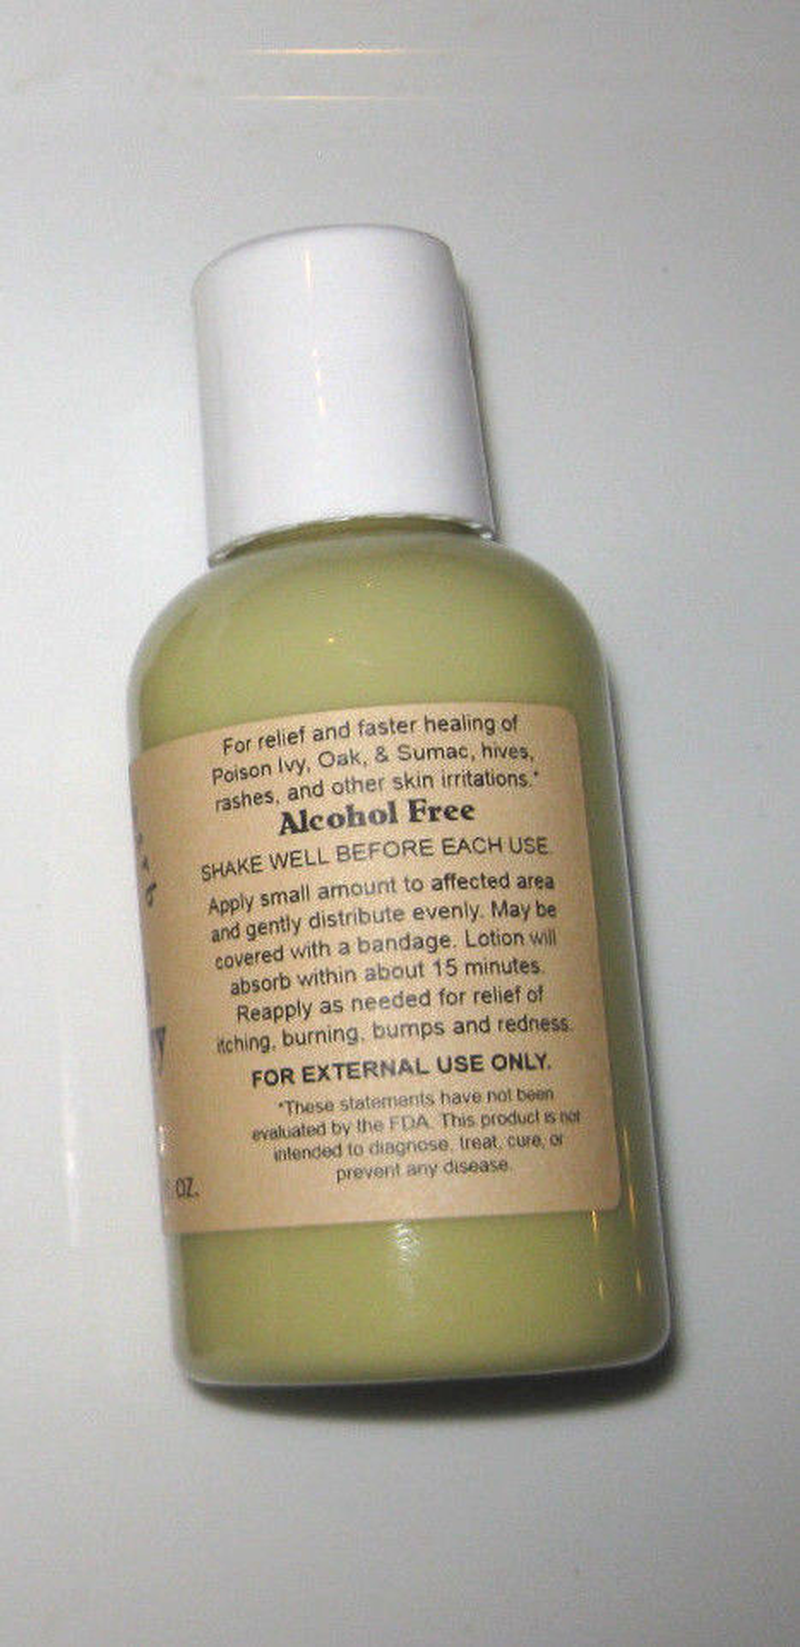 For relief and faster healing of
Poison Ivy, Oak, & Sumac, hives,
rashes, and other skin irritations.*
Alcohol Free
SHAKE WELL BEFORE EACH USE.
Apply small amount to affected area
and gently distribute evenly. May be
covered with a bandage. Lotion will
absorb within about 15 minutes.
Reapply as needed for relief of
itching, burning, bumps and redness.
FOR EXTERNAL USE ONLY.
*These statements have not been
evaluated by the FDA. This product is not
intended to diagnose, treat, cure, or
prevent any disease.
OZ.